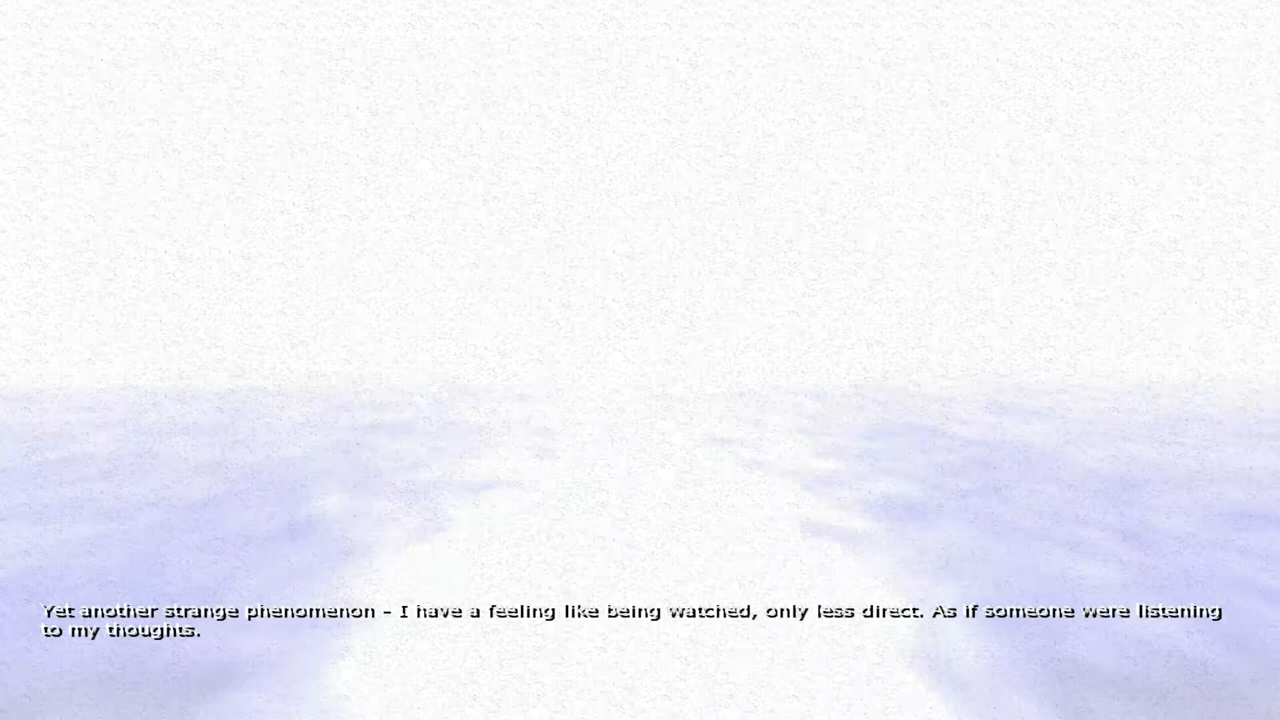 Yet another strange phenomenon – I have a feeling like being watched, only less direct. As if someone were listening
to my thoughts.